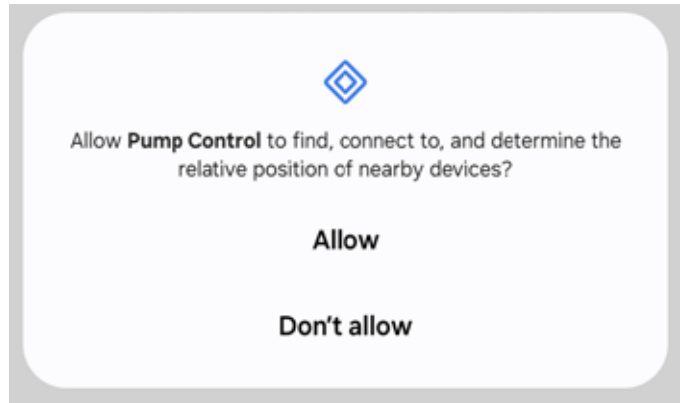 Allow Pump Control to find, connect to, and determine the
relative position of nearby devices?
Allow
Don't allow